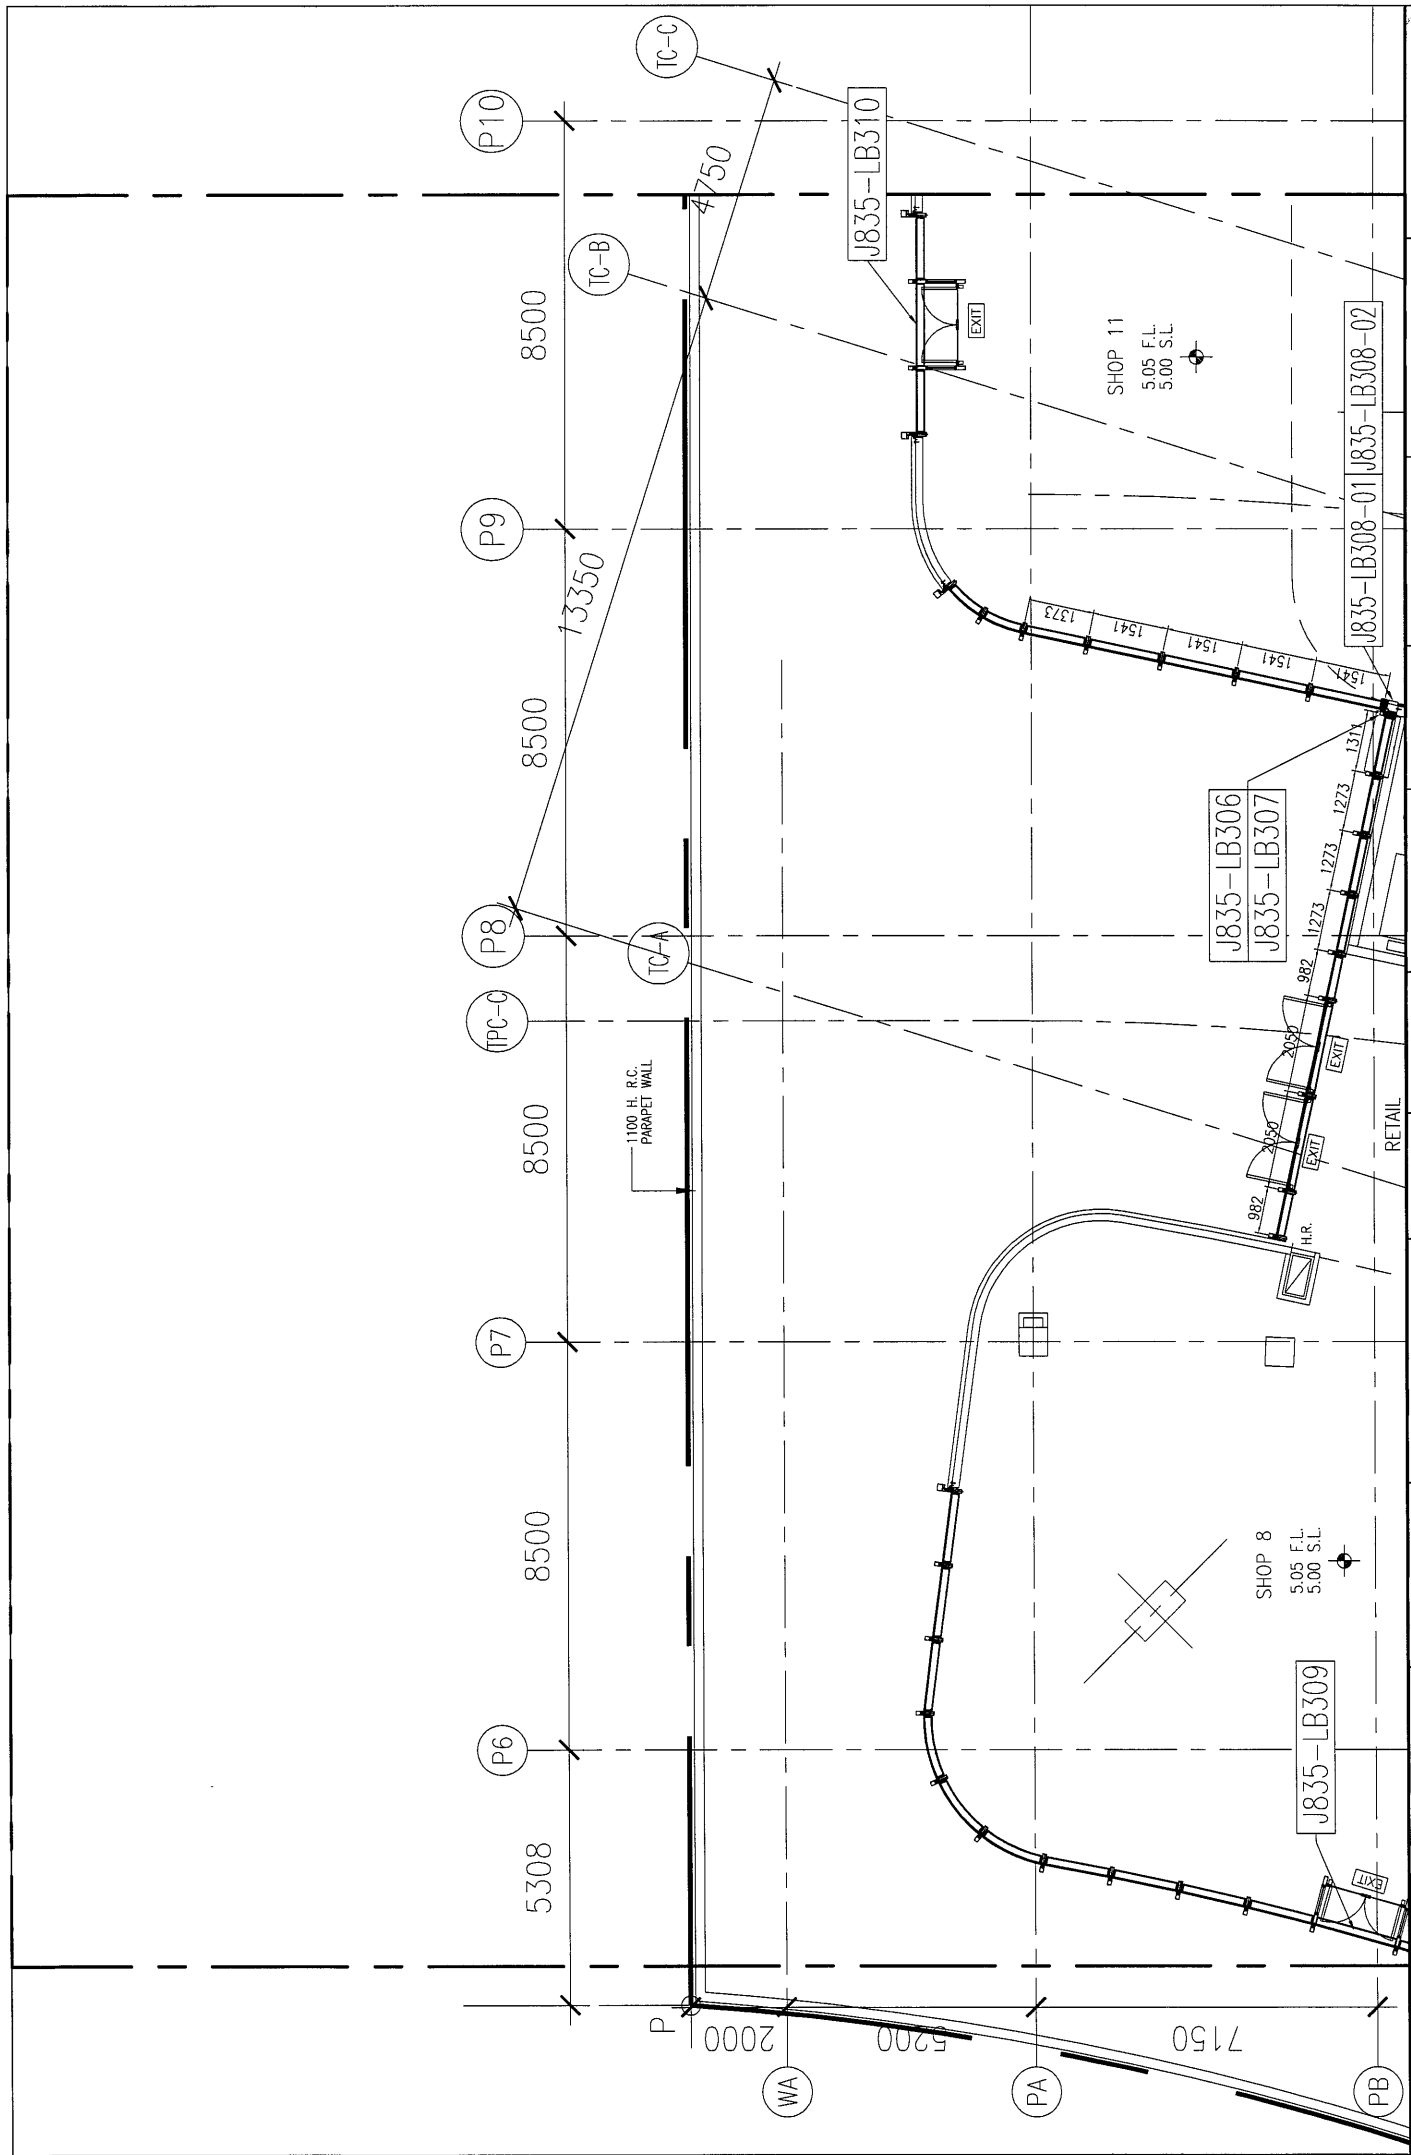 TC-C
P10
4750
J835-LB310
TC-B
8500
EXIT
SHOP 11
5.05 F.L.
5.00 S.L.
J835-LB308-01
J835-LB308-02
P9
13350
1373
1541
1541
1541
1541
8500
1311
1273
1273
1273
982
2050
2050
982
J835-LB306
J835-LB307
P8
TC-A
TPC-C
1100 H. R.C.
PARAPET WALL
8500
EXIT
EXIT
RETAIL
H.R.
P7
8500
SHOP 8
5.05 F.L.
5.00 S.L.
P6
J835-LB309
5308
EXIT
P
2000
5200
7150
WA
PA
PB